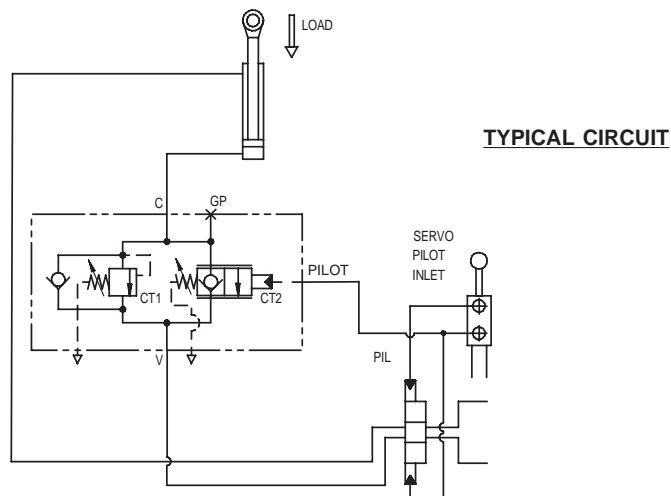 LOAD
TYPICAL CIRCUIT
C
GP
SERVO
PILOT
INLET
PILOT
CT1
CT2
V
PIL